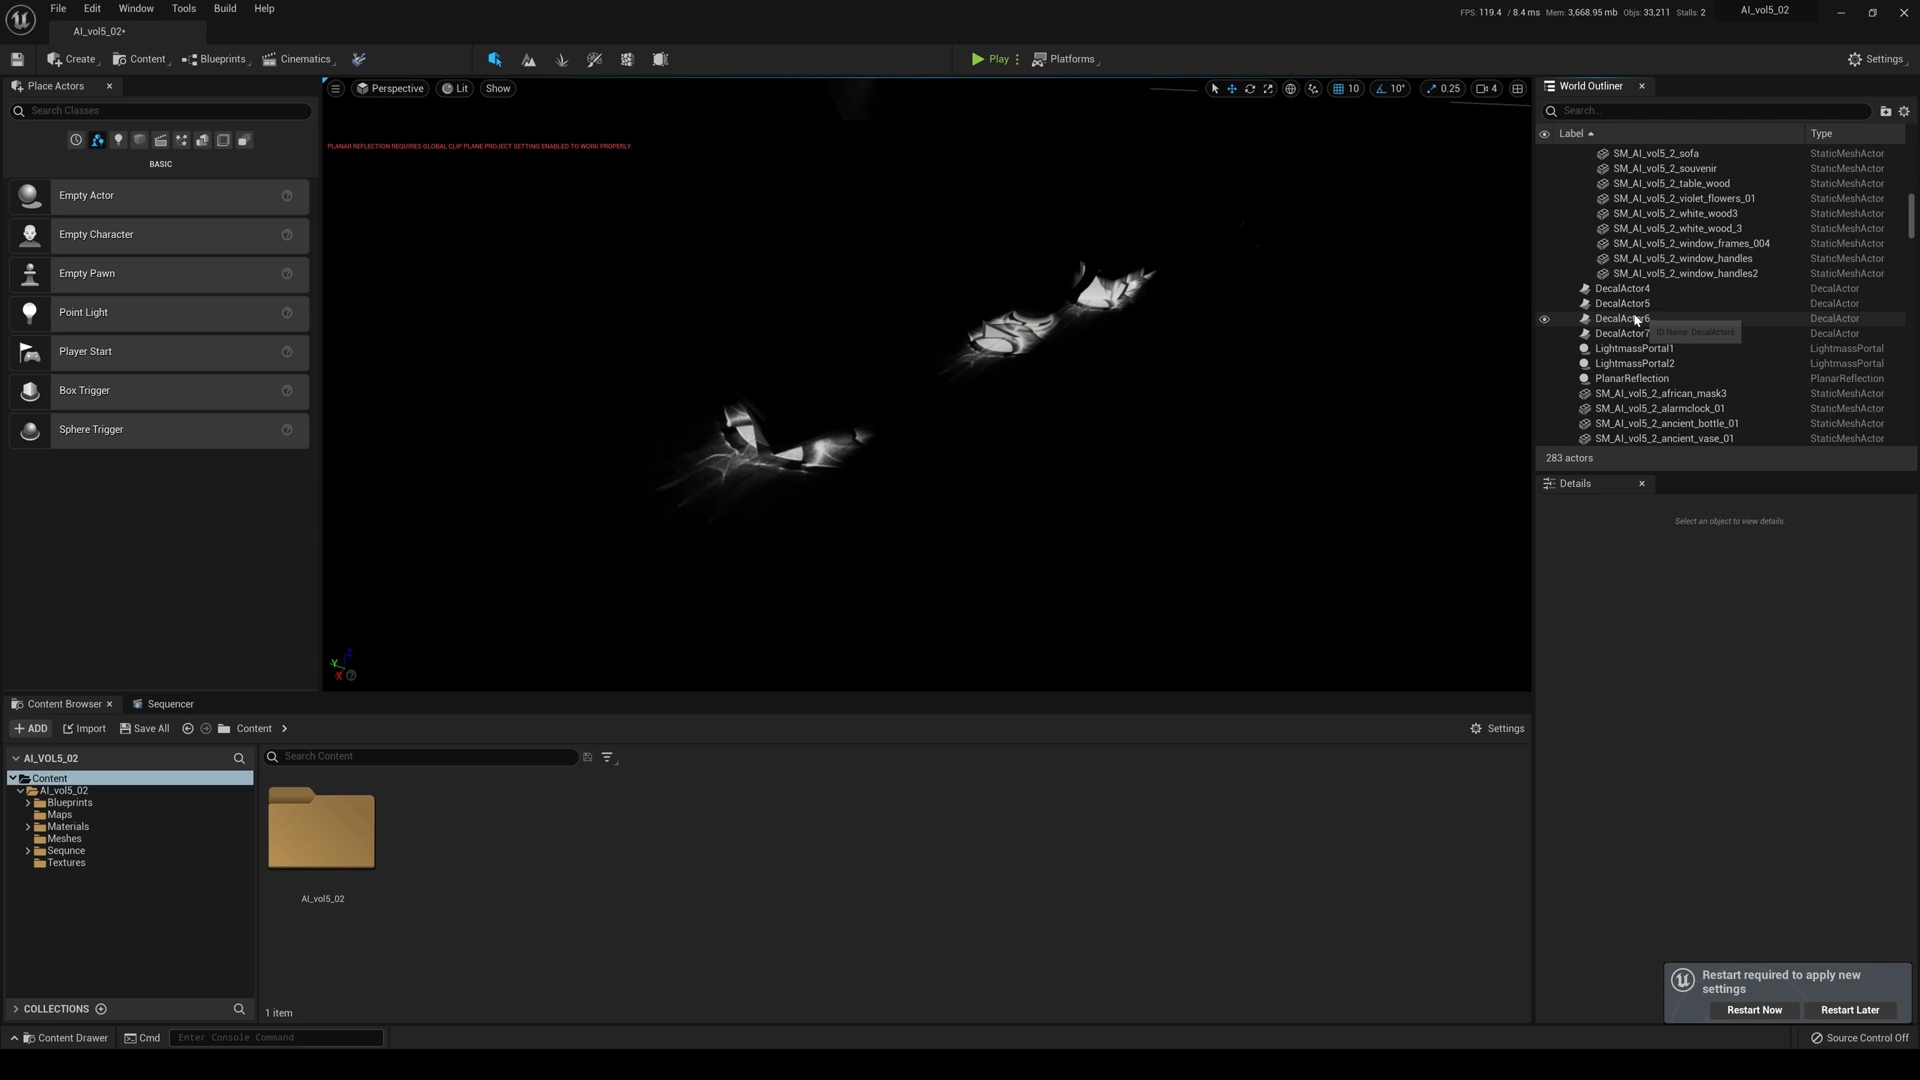 File Edit Window Tools Build Help
FPS: 119.4 / 8.4 ms Mem: 3,668.95 mb Objs: 33,211 Stalls: 2
AI_vol5_02
AI_vol5_02*
Create Content Blueprints Cinematics Play Platforms Settings
Place Actors
Search Classes
BASIC
Empty Actor
Empty Character
Empty Pawn
Point Light
Player Start
Box Trigger
Sphere Trigger
Perspective Lit Show 10 10° 0.25 4
PLANAR REFLECTION REQUIRES GLOBAL CLIP PLANE PROJECT SETTING ENABLED TO WORK PROPERLY
Z
Y
X
World Outliner
Search...
Label Type
SM_AI_vol5_2_sofa StaticMeshActor
SM_AI_vol5_2_souvenir StaticMeshActor
SM_AI_vol5_2_table_wood StaticMeshActor
SM_AI_vol5_2_violet_flowers_01 StaticMeshActor
SM_AI_vol5_2_white_wood3 StaticMeshActor
SM_AI_vol5_2_white_wood_3 StaticMeshActor
SM_AI_vol5_2_window_frames_004 StaticMeshActor
SM_AI_vol5_2_window_handles StaticMeshActor
SM_AI_vol5_2_window_handles2 StaticMeshActor
DecalActor4 DecalActor
DecalActor5 DecalActor
DecalActor6 DecalActor
ID Name: DecalActor6
DecalActor7 DecalActor
LightmassPortal1 LightmassPortal
LightmassPortal2 LightmassPortal
PlanarReflection PlanarReflection
SM_AI_vol5_2_african_mask3 StaticMeshActor
SM_AI_vol5_2_alarmclock_01 StaticMeshActor
SM_AI_vol5_2_ancient_bottle_01 StaticMeshActor
SM_AI_vol5_2_ancient_vase_01 StaticMeshActor
283 actors
Details
Select an object to view details.
Content Browser Sequencer
ADD Import Save All Content Settings
AI_VOL5_02
Search Content
Content
AI_vol5_02
Blueprints
Maps
Materials
Meshes
Sequnce
Textures
AI_vol5_02
COLLECTIONS
1 item
Restart required to apply new
settings
Restart Now Restart Later
Content Drawer Cmd Enter Console Command Source Control Off